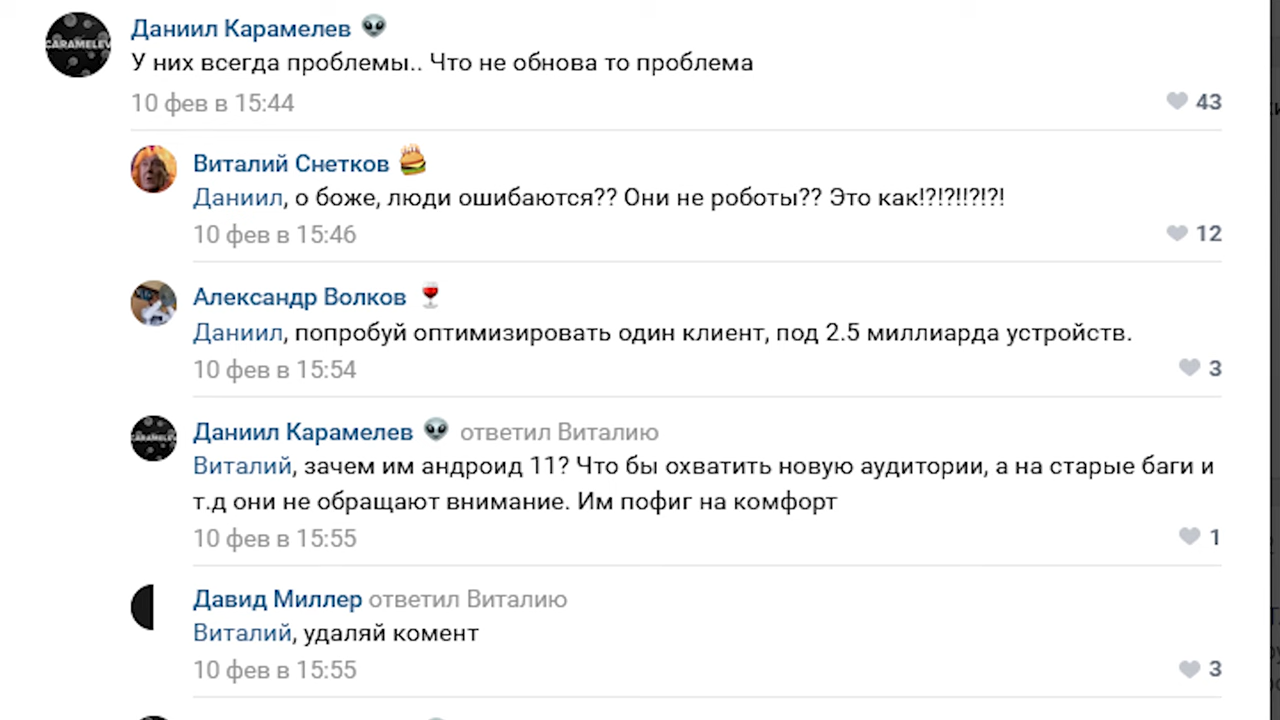 Даниил Карамелев
У них всегда проблемы.. Что не обнова то проблема
10 фев в 15:44
43
Виталий Снетков
Даниил, о боже, люди ошибаются?? Они не роботы?? Это как!?!?!!?!?!
10 фев в 15:46
12
Александр Волков
Даниил, попробуй оптимизировать один клиент, под 2.5 миллиарда устройств.
10 фев в 15:54
3
Даниил Карамелев ответил Виталию
Виталий, зачем им андроид 11? Что бы охватить новую аудитории, а на старые баги и
т.д они не обращают внимание. Им пофиг на комфорт
10 фев в 15:55
1
Давид Миллер ответил Виталию
Виталий, удаляй комент
10 фев в 15:55
3